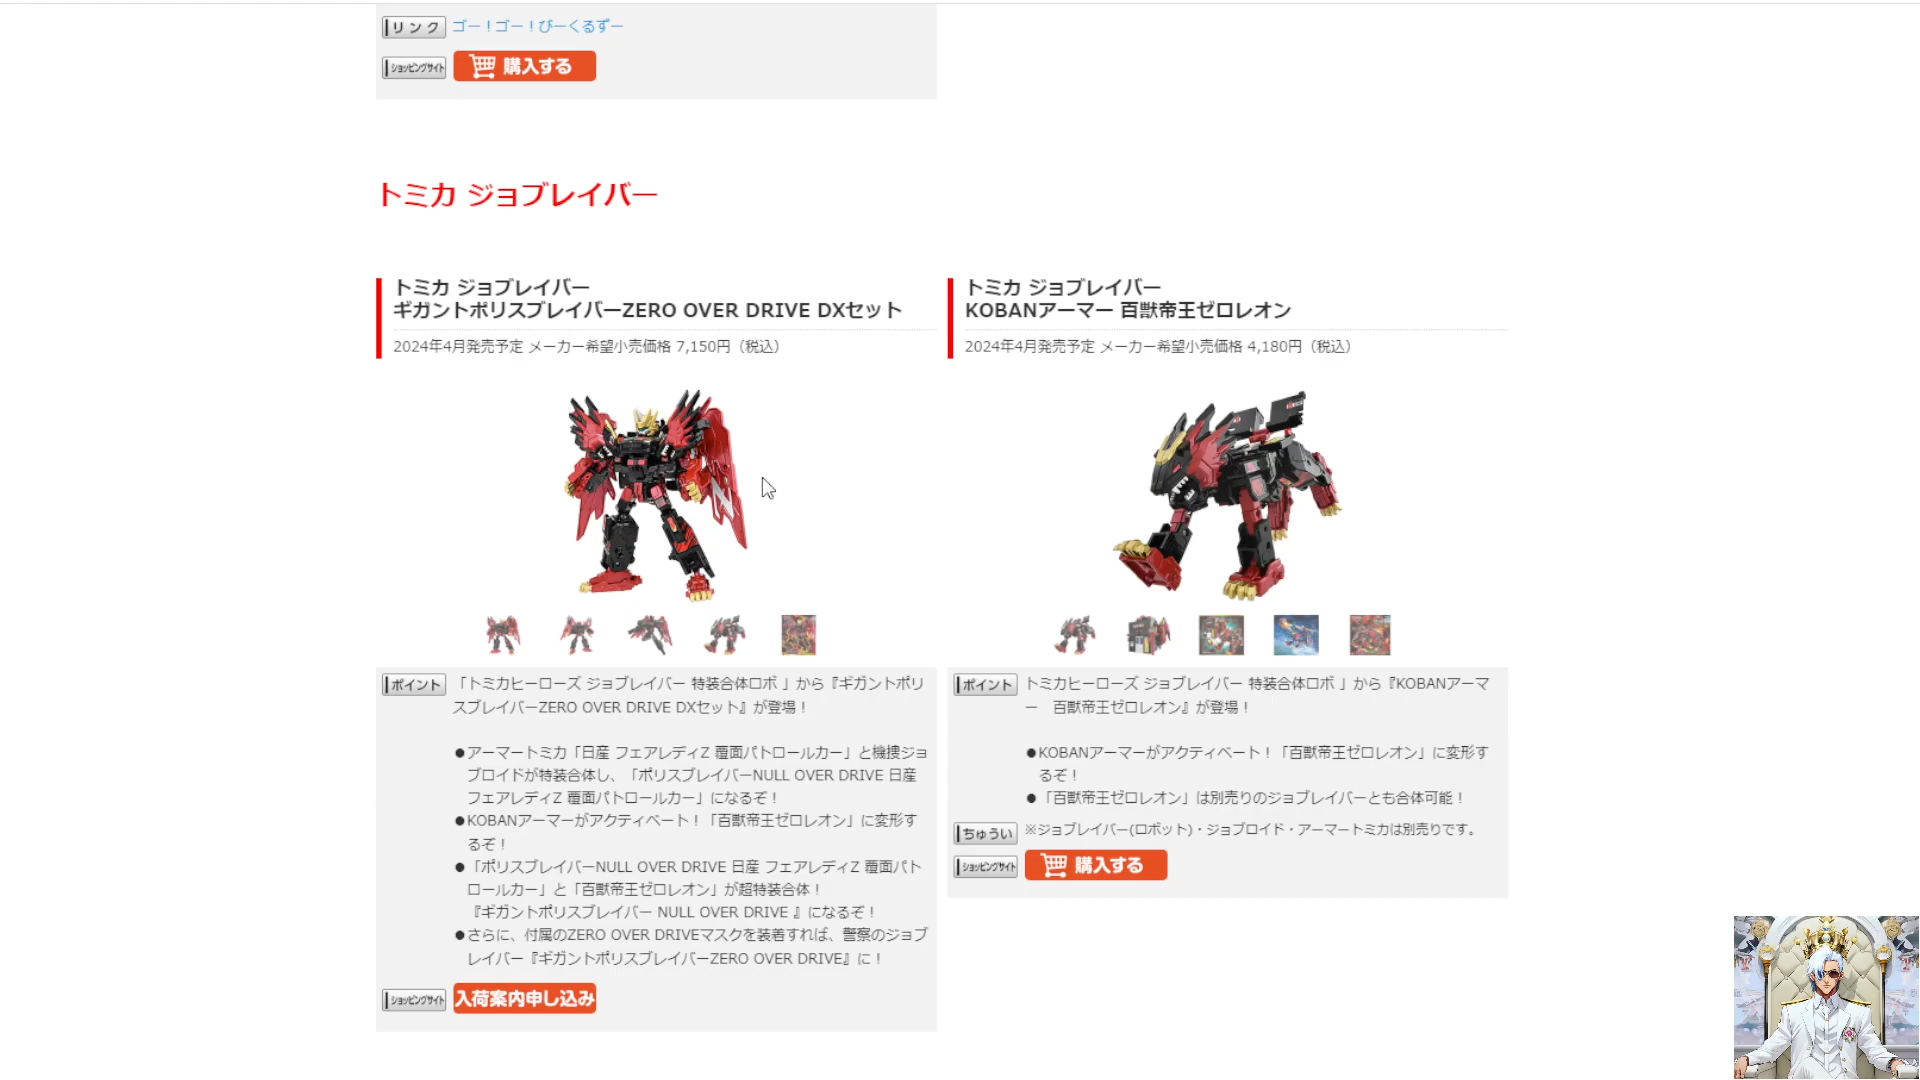 リンク ゴー！ゴー！びーくるずー
ショッピングサイト 購入する
トミカ ジョブレイバー
トミカ ジョブレイバー
ギガントポリスブレイバーZERO OVER DRIVE DXセット
2024年4月発売予定 メーカー希望小売価格 7,150円（税込）
ポイント 「トミカヒーローズ ジョブレイバー 特装合体ロボ 」から『ギガントポリ
スブレイバーZERO OVER DRIVE DXセット』が登場！
●アーマートミカ「日産 フェアレディZ 覆面パトロールカー」と機捜ジョ
ブロイドが特装合体し、「ポリスブレイバーNULL OVER DRIVE 日産
フェアレディZ 覆面パトロールカー」になるぞ！
●KOBANアーマーがアクティベート！「百獣帝王ゼロレオン」に変形す
るぞ！
●「ポリスブレイバーNULL OVER DRIVE 日産 フェアレディZ 覆面パト
ロールカー」と「百獣帝王ゼロレオン」が超特装合体！
『ギガントポリスブレイバー NULL OVER DRIVE 』になるぞ！
●さらに、付属のZERO OVER DRIVEマスクを装着すれば、警察のジョブ
レイバー『ギガントポリスブレイバーZERO OVER DRIVE』に！
ショッピングサイト 入荷案内申し込み
トミカ ジョブレイバー
KOBANアーマー 百獣帝王ゼロレオン
2024年4月発売予定 メーカー希望小売価格 4,180円（税込）
ポイント トミカヒーローズ ジョブレイバー 特装合体ロボ 」から『KOBANアーマ
ー　百獣帝王ゼロレオン』が登場！
●KOBANアーマーがアクティベート！「百獣帝王ゼロレオン」に変形す
るぞ！
●「百獣帝王ゼロレオン」は別売りのジョブレイバーとも合体可能！
ちゅうい ※ジョブレイバー(ロボット)・ジョブロイド・アーマートミカは別売りです。
ショッピングサイト 購入する